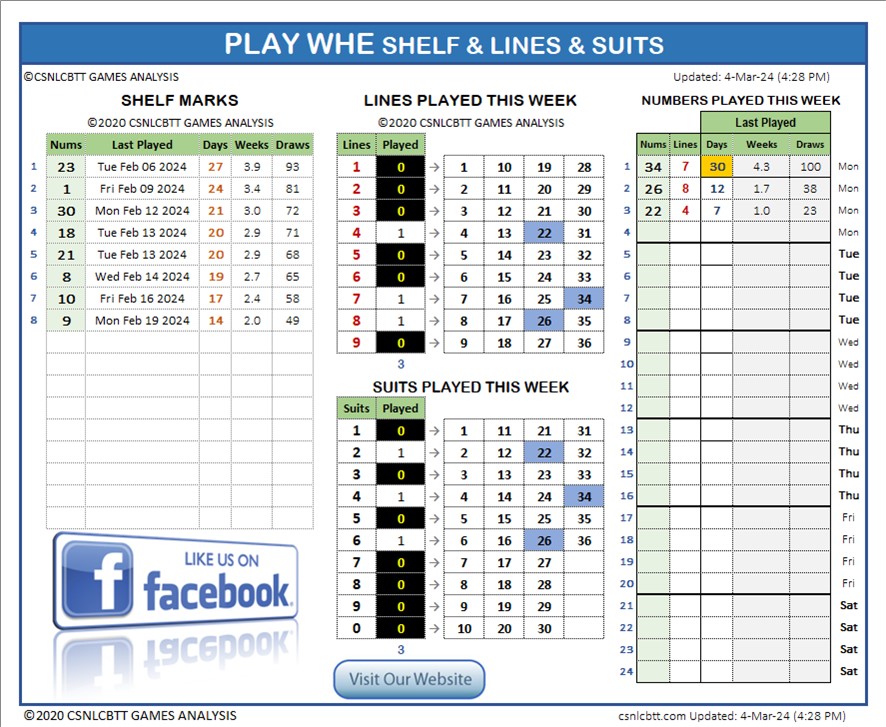 PLAY WHE SHELF & LINES & SUITS
©CSNLCBTT GAMES ANALYSIS
Updated: 4-Mar-24 (4:28 PM)
SHELF MARKS
©2020 CSNLCBTT GAMES ANALYSIS
Nums Last Played Days Weeks Draws
1 23 Tue Feb 06 2024 27 3.9 93
2 1 Fri Feb 09 2024 24 3.4 81
3 30 Mon Feb 12 2024 21 3.0 72
4 18 Tue Feb 13 2024 20 2.9 71
5 21 Tue Feb 13 2024 20 2.9 68
6 8 Wed Feb 14 2024 19 2.7 65
7 10 Fri Feb 16 2024 17 2.4 58
8 9 Mon Feb 19 2024 14 2.0 49
LIKE US ON
facebook.
LINES PLAYED THIS WEEK
©2020 CSNLCBTT GAMES ANALYSIS
Lines Played
1 0 → 1 10 19 28
2 0 → 2 11 20 29
3 0 → 3 12 21 30
4 1 → 4 13 22 31
5 0 → 5 14 23 32
6 0 → 6 15 24 33
7 1 → 7 16 25 34
8 1 → 8 17 26 35
9 0 → 9 18 27 36
3
SUITS PLAYED THIS WEEK
Suits Played
1 0 → 1 11 21 31
2 1 → 2 12 22 32
3 0 → 3 13 23 33
4 1 → 4 14 24 34
5 0 → 5 15 25 35
6 1 → 6 16 26 36
7 0 → 7 17 27
8 0 → 8 18 28
9 0 → 9 19 29
0 0 → 10 20 30
3
Visit Our Website
NUMBERS PLAYED THIS WEEK
Last Played
Nums Lines Days Weeks Draws
1 34 7 30 4.3 100 Mon
2 26 8 12 1.7 38 Mon
3 22 4 7 1.0 23 Mon
4 Mon
5 Tue
6 Tue
7 Tue
8 Tue
9 Wed
10 Wed
11 Wed
12 Wed
13 Thu
14 Thu
15 Thu
16 Thu
17 Fri
18 Fri
19 Fri
20 Fri
21 Sat
22 Sat
23 Sat
24 Sat
©2020 CSNLCBTT GAMES ANALYSIS
csnlcbtt.com Updated: 4-Mar-24 (4:28 PM)